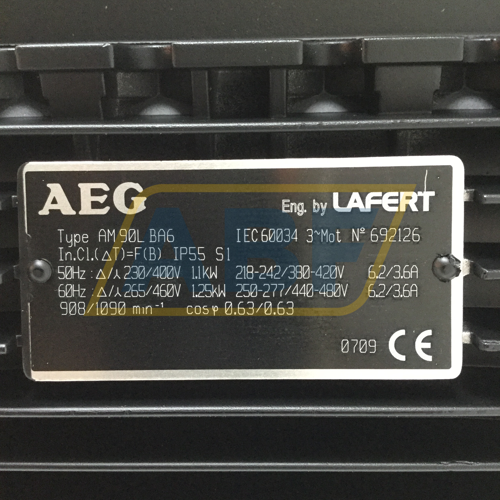 AEG Eng. by LAFERT
Type AM 90L BA6 IEC 60034 3~Mot Nº 692126
In.Cl.(ΔT)=F(B) IP55 S1
50Hz: Δ/⅄ 230/400V 1.1kW 218-242/380-420V 6.2/3.6A
60Hz: Δ/⅄ 265/460V 1.25kW 250-277/440-480V 6.2/3.6A
908/1090 min⁻¹ cosφ 0.63/0.63
0709 CE